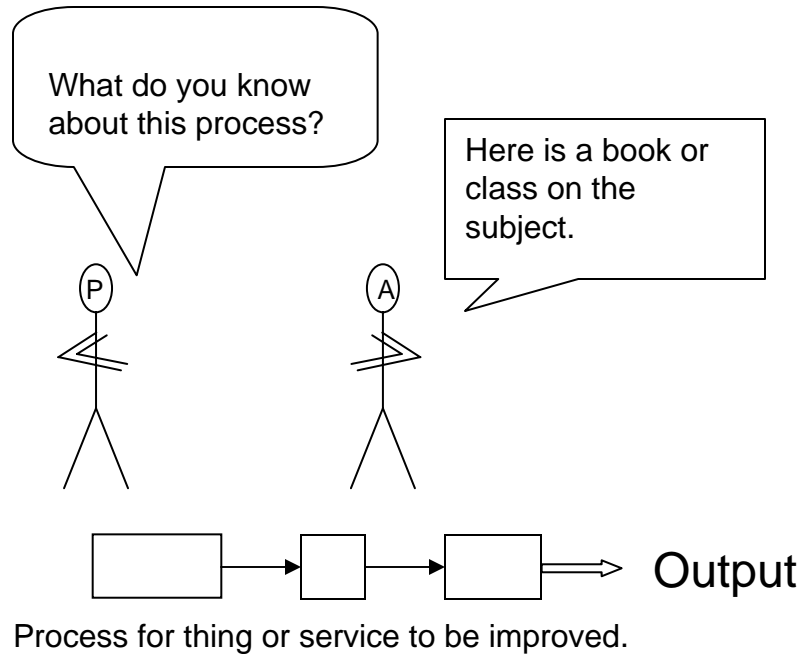 What do you know
about this process?
Here is a book or
class on the
subject.
P
A
Output
Process for thing or service to be improved.